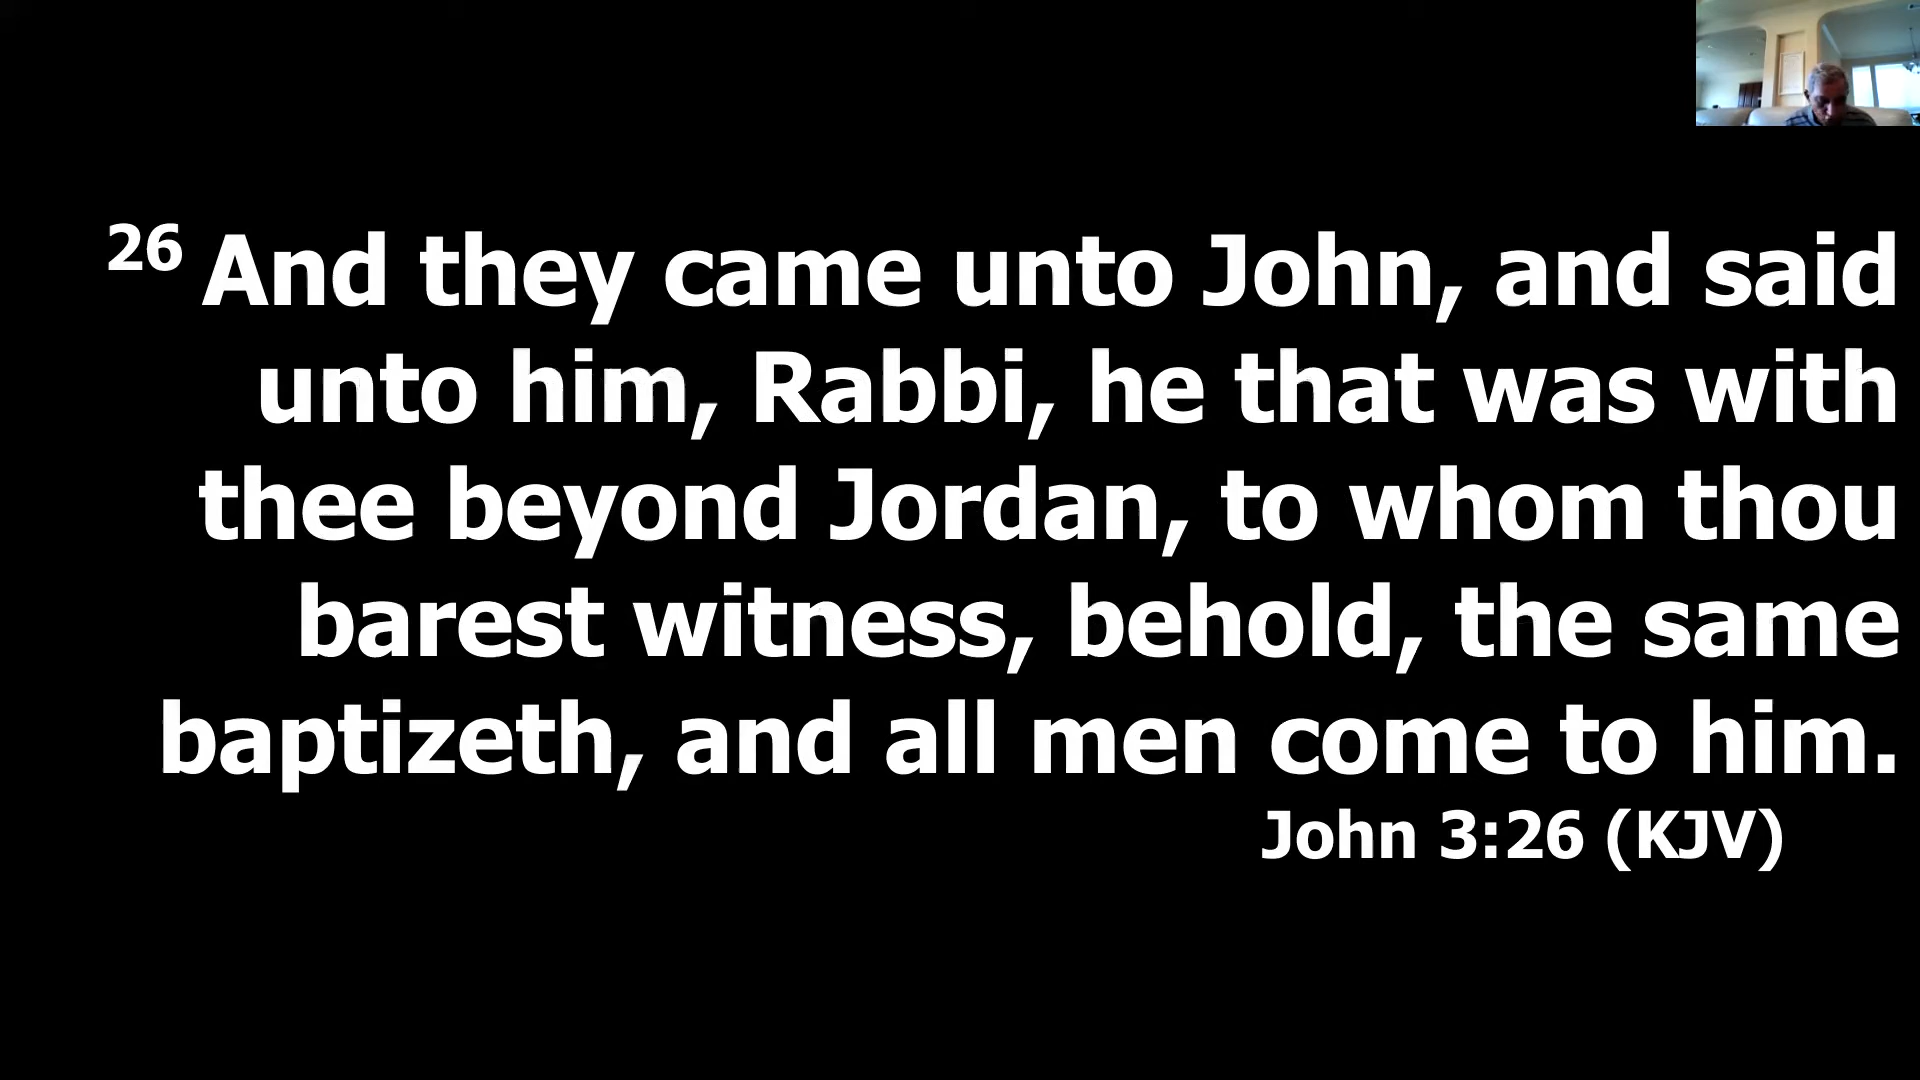 26 And they came unto John, and said
unto him, Rabbi, he that was with
thee beyond Jordan, to whom thou
barest witness, behold, the same
baptizeth, and all men come to him.
John 3:26 (KJV)